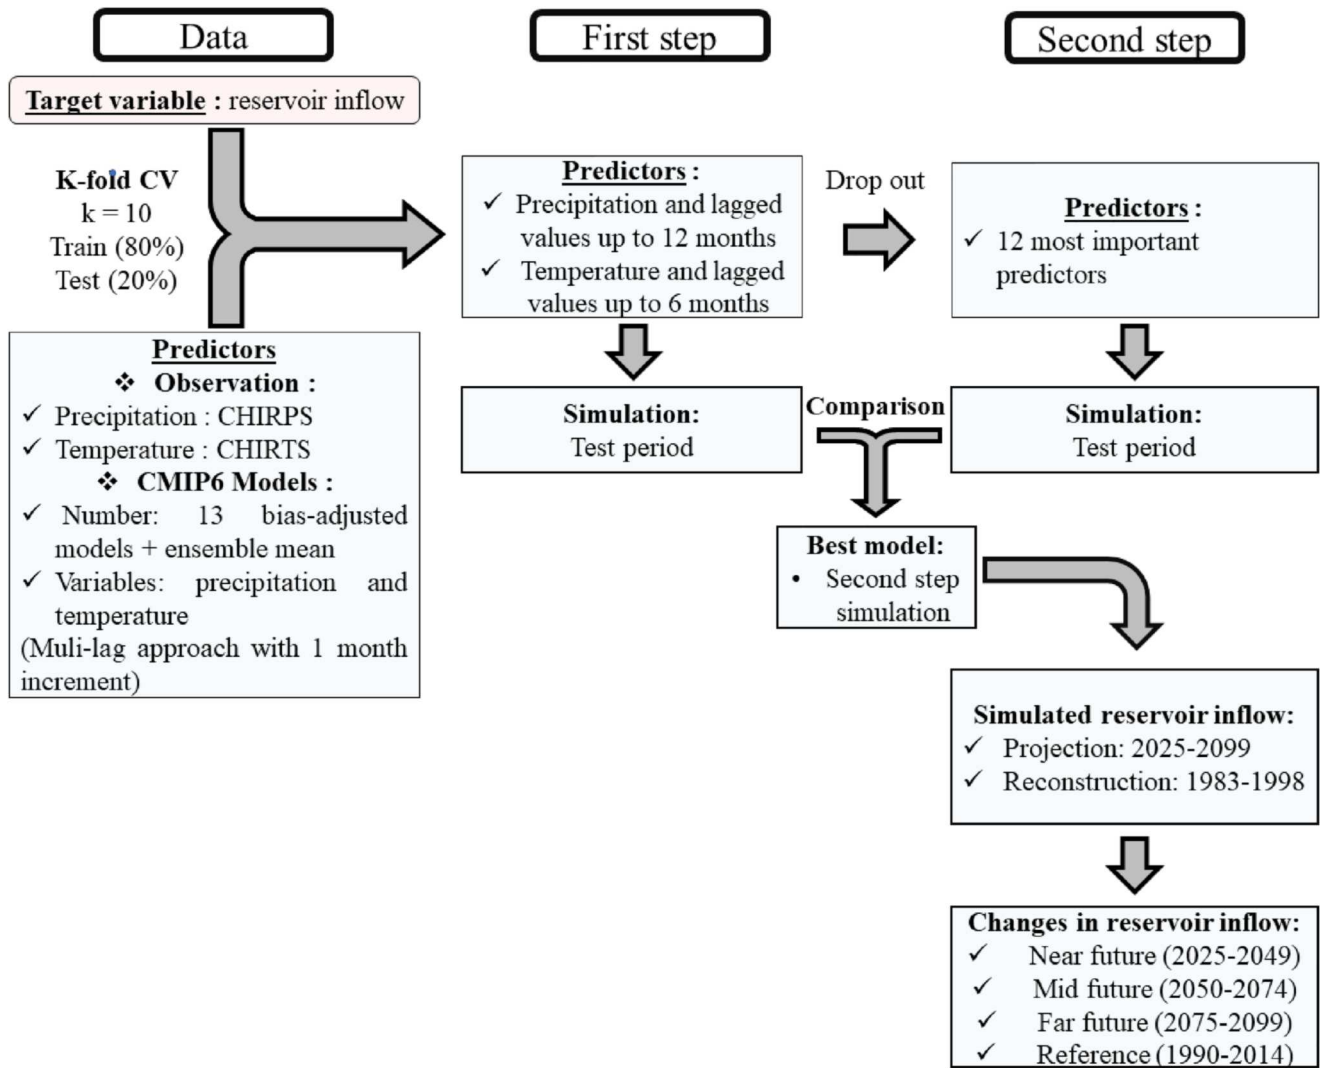 Data
First step
Second step
Target variable : reservoir inflow
K-fold CV
k = 10
Train (80%)
Test (20%)
Predictors
❖ Observation :
✓ Precipitation : CHIRPS
✓ Temperature : CHIRTS
❖ CMIP6 Models :
✓ Number: 13 bias-adjusted
models + ensemble mean
✓ Variables: precipitation and
temperature
(Muli-lag approach with 1 month
increment)
Predictors :
✓ Precipitation and lagged
values up to 12 months
✓ Temperature and lagged
values up to 6 months
Drop out
Predictors :
✓ 12 most important
predictors
Simulation:
Test period
Comparison
Simulation:
Test period
Best model:
• Second step
simulation
Simulated reservoir inflow:
✓ Projection: 2025-2099
✓ Reconstruction: 1983-1998
Changes in reservoir inflow:
✓ Near future (2025-2049)
✓ Mid future (2050-2074)
✓ Far future (2075-2099)
✓ Reference (1990-2014)